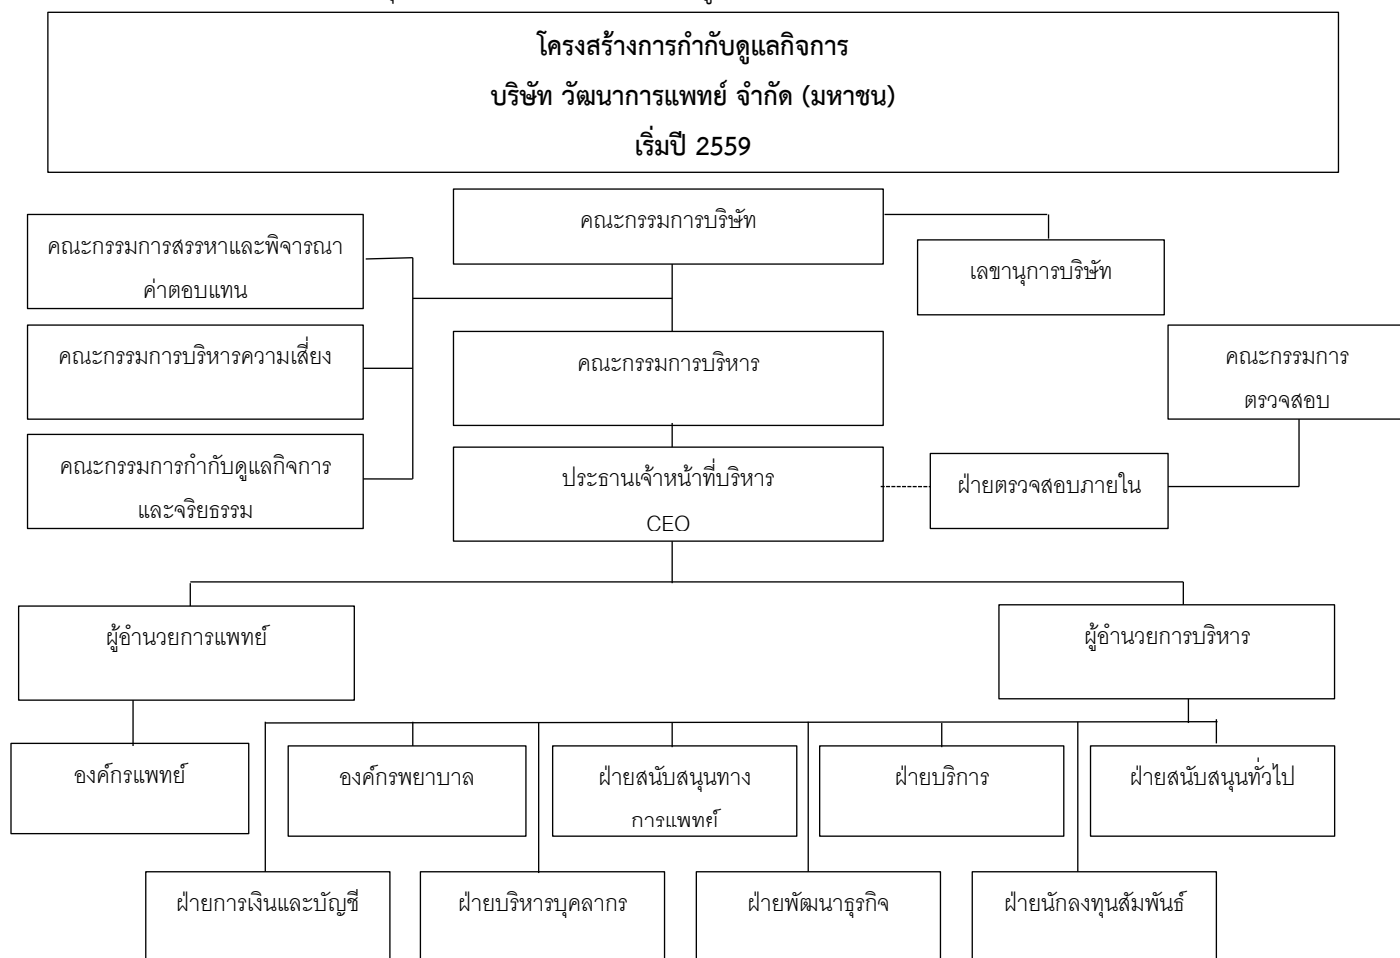 โครงสร้างการกำกับดูแลกิจการ
บริษัท วัฒนาการแพทย์ จำกัด (มหาชน)
เริ่มปี 2559
คณะกรรมการบริษัท
คณะกรรมการสรรหาและพิจารณา
ค่าตอบแทน
เลขานุการบริษัท
คณะกรรมการบริหารความเสี่ยง
คณะกรรมการบริหาร
คณะกรรมการ
ตรวจสอบ
คณะกรรมการกำกับดูแลกิจการ
และจริยธรรม
ประธานเจ้าหน้าที่บริหาร
CEO
ฝ่ายตรวจสอบภายใน
ผู้อำนวยการแพทย์
ผู้อำนวยการบริหาร
องค์กรแพทย์
องค์กรพยาบาล
ฝ่ายสนับสนุนทาง
การแพทย์
ฝ่ายบริการ
ฝ่ายสนับสนุนทั่วไป
ฝ่ายการเงินและบัญชี
ฝ่ายบริหารบุคลากร
ฝ่ายพัฒนาธุรกิจ
ฝ่ายนักลงทุนสัมพันธ์